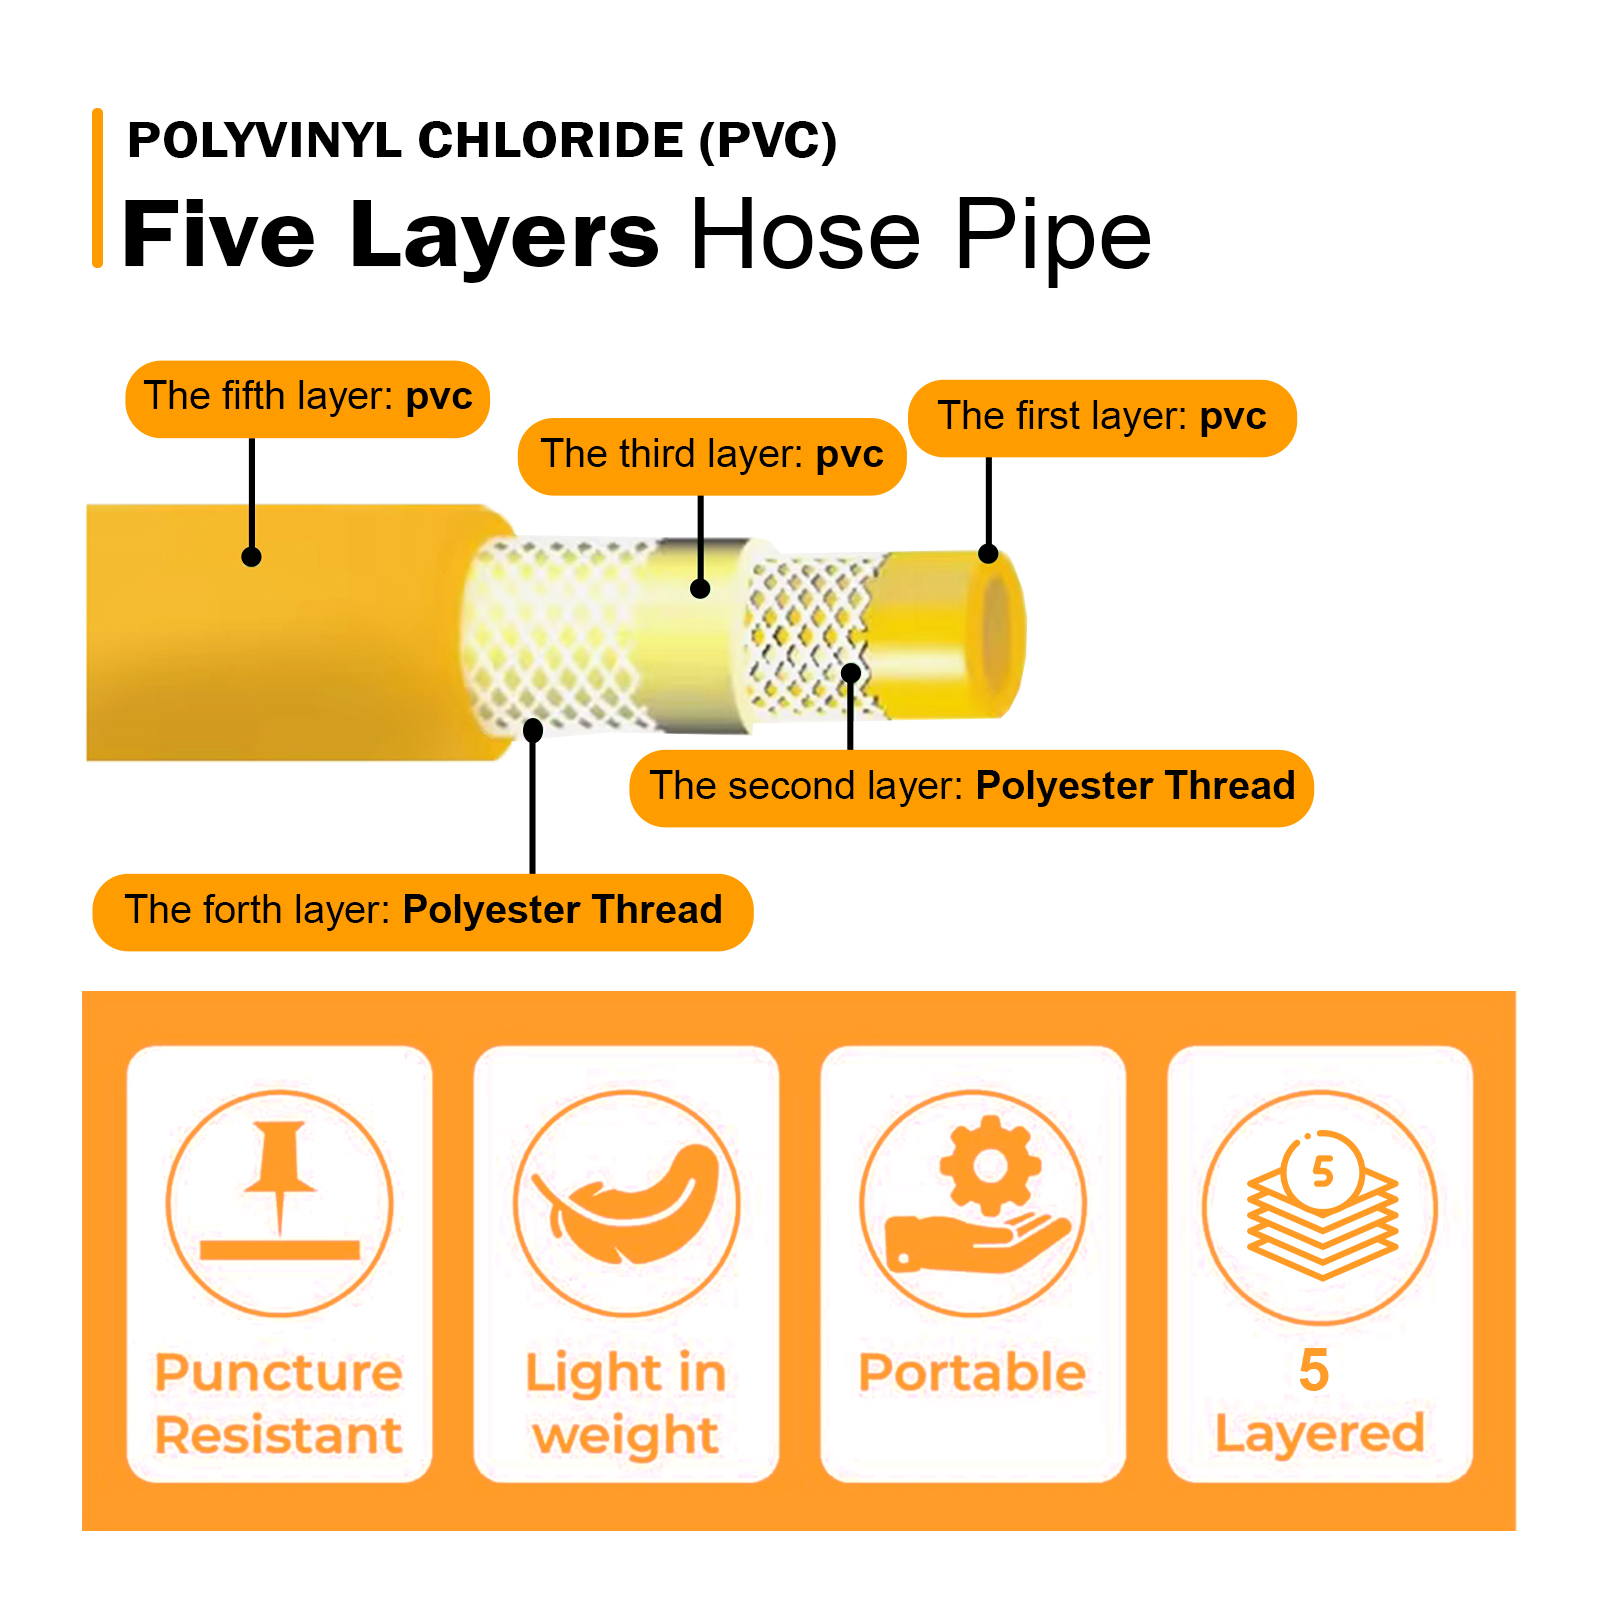 POLYVINYL CHLORIDE (PVC)
Five Layers Hose Pipe
The fifth layer: pvc
The third layer: pvc
The first layer: pvc
The second layer: Polyester Thread
The forth layer: Polyester Thread
5
Puncture
Resistant
Light in
weight
Portable
5
Layered